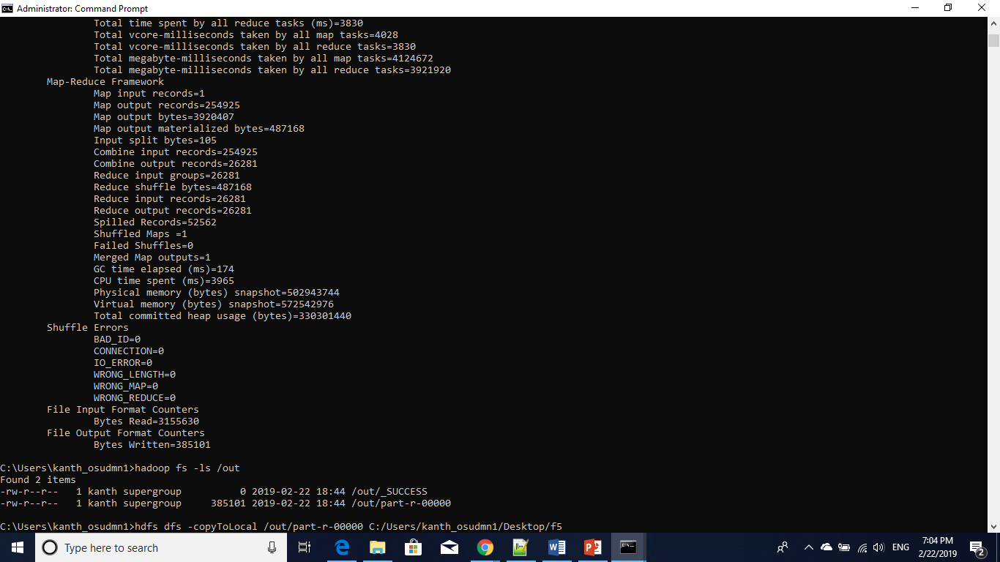 Administrator: Command Prompt
Total time spent by all reduce tasks (ms)=3830
Total vcore-milliseconds taken by all map tasks=4028
Total vcore-milliseconds taken by all reduce tasks=3830
Total megabyte-milliseconds taken by all map tasks=4124672
Total megabyte-milliseconds taken by all reduce tasks=3921920
Map-Reduce Framework
Map input records=1
Map output records=254925
Map output bytes=3920407
Map output materialized bytes=487168
Input split bytes=105
Combine input records=254925
Combine output records=26281
Reduce input groups=26281
Reduce shuffle bytes=487168
Reduce input records=26281
Reduce output records=26281
Spilled Records=52562
Shuffled Maps =1
Failed Shuffles=0
Merged Map outputs=1
GC time elapsed (ms)=174
CPU time spent (ms)=3965
Physical memory (bytes) snapshot=502943744
Virtual memory (bytes) snapshot=572542976
Total committed heap usage (bytes)=330301440
Shuffle Errors
BAD_ID=0
CONNECTION=0
IO_ERROR=0
WRONG_LENGTH=0
WRONG_MAP=0
WRONG_REDUCE=0
File Input Format Counters
Bytes Read=3155630
File Output Format Counters
Bytes Written=385101
C:\Users\kanth_osudmn1>hadoop fs -ls /out
Found 2 items
-rw-r--r--   1 kanth supergroup          0 2019-02-22 18:44 /out/_SUCCESS
-rw-r--r--   1 kanth supergroup     385101 2019-02-22 18:44 /out/part-r-00000
C:\Users\kanth_osudmn1>hdfs dfs -copyToLocal /out/part-r-00000 C:/Users/kanth_osudmn1/Desktop/f5
Type here to search
ENG
7:04 PM
2/22/2019
2